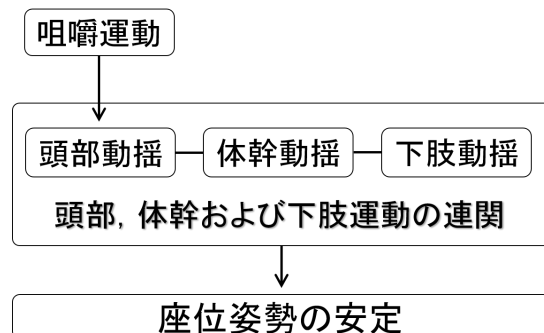 咀嚼運動
頭部動揺
体幹動揺
下肢動揺
頭部,体幹および下肢運動の連関
座位姿勢の安定